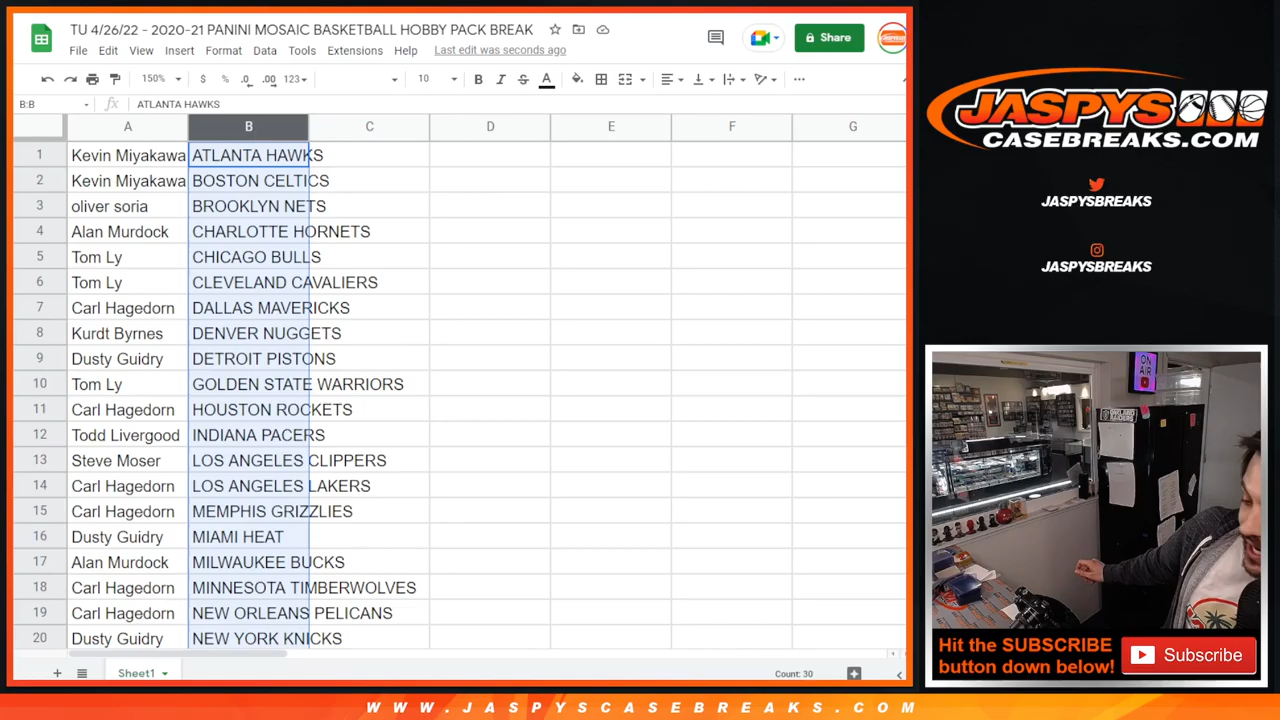 TU 4/26/22 - 2020-21 PANINI MOSAIC BASKETBALL HOBBY PACK BREAK
File Edit View Insert Format Data Tools Extensions Help Last edit was seconds ago
Share
150% $ % .0 .00 123 10 B I S A
B:B fx ATLANTA HAWKS
A B C D E F G
1 Kevin Miyakawa ATLANTA HAWKS
2 Kevin Miyakawa BOSTON CELTICS
3 oliver soria BROOKLYN NETS
4 Alan Murdock CHARLOTTE HORNETS
5 Tom Ly CHICAGO BULLS
6 Tom Ly CLEVELAND CAVALIERS
7 Carl Hagedorn DALLAS MAVERICKS
8 Kurdt Byrnes DENVER NUGGETS
9 Dusty Guidry DETROIT PISTONS
10 Tom Ly GOLDEN STATE WARRIORS
11 Carl Hagedorn HOUSTON ROCKETS
12 Todd Livergood INDIANA PACERS
13 Steve Moser LOS ANGELES CLIPPERS
14 Carl Hagedorn LOS ANGELES LAKERS
15 Carl Hagedorn MEMPHIS GRIZZLIES
16 Dusty Guidry MIAMI HEAT
17 Alan Murdock MILWAUKEE BUCKS
18 Carl Hagedorn MINNESOTA TIMBERWOLVES
19 Carl Hagedorn NEW ORLEANS PELICANS
20 Dusty Guidry NEW YORK KNICKS
Sheet1
Count: 30
JASPYS
CASEBREAKS.COM
JASPYSBREAKS
JASPYSBREAKS
ON
AIR
Hit the SUBSCRIBE
button down below!
Subscribe
WWW.JASPYSCASEBREAKS.COM